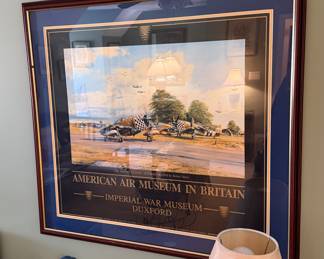 AMERICAN AIR MUSEUM IN BRITAIN
IMPERIAL WAR MUSEUM
DUXFORD